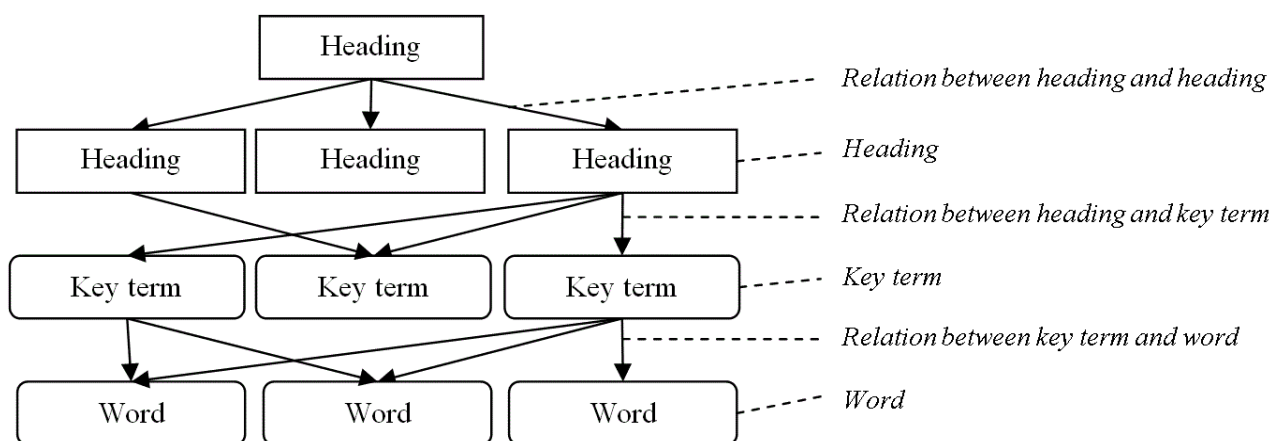 Heading
Relation between heading and heading
Heading Heading Heading
Heading
Relation between heading and key term
Key term Key term Key term
Key term
Relation between key term and word
Word Word Word
Word